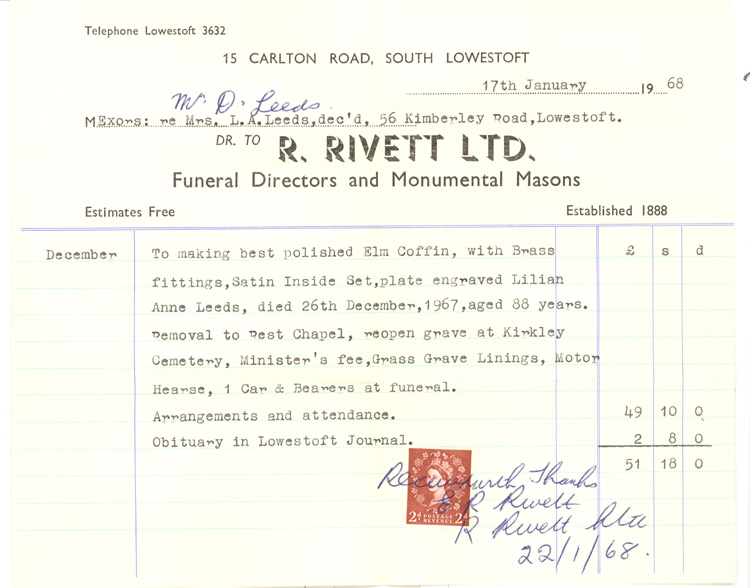 Telephone Lowestoft 3632
15 CARLTON ROAD, SOUTH LOWESTOFT
17th January 19 68
Mr. D. Leeds.
MExors: re Mrs. L.A.Leeds,dec'd, 56 Kimberley Road,Lowestoft.
DR. TO R. RIVETT LTD.
Funeral Directors and Monumental Masons
Estimates Free Established 1888
December To making best polished Elm Coffin, with Brass £ s d
fittings,Satin Inside Set,plate engraved Lilian
Anne Leeds, died 26th December,1967,aged 88 years.
Removal to Rest Chapel, reopen grave at Kirkley
Cemetery, Minister's fee,Grass Grave Linings, Motor
Hearse, 1 Car & Bearers at funeral.
Arrangements and attendance. 49 10 0
Obituary in Lowestoft Journal. 2 8 0
51 18 0
Received with Thanks
E R Rivett
R Rivett Ltd
22/1/68.
2d POSTAGE REVENUE 2d